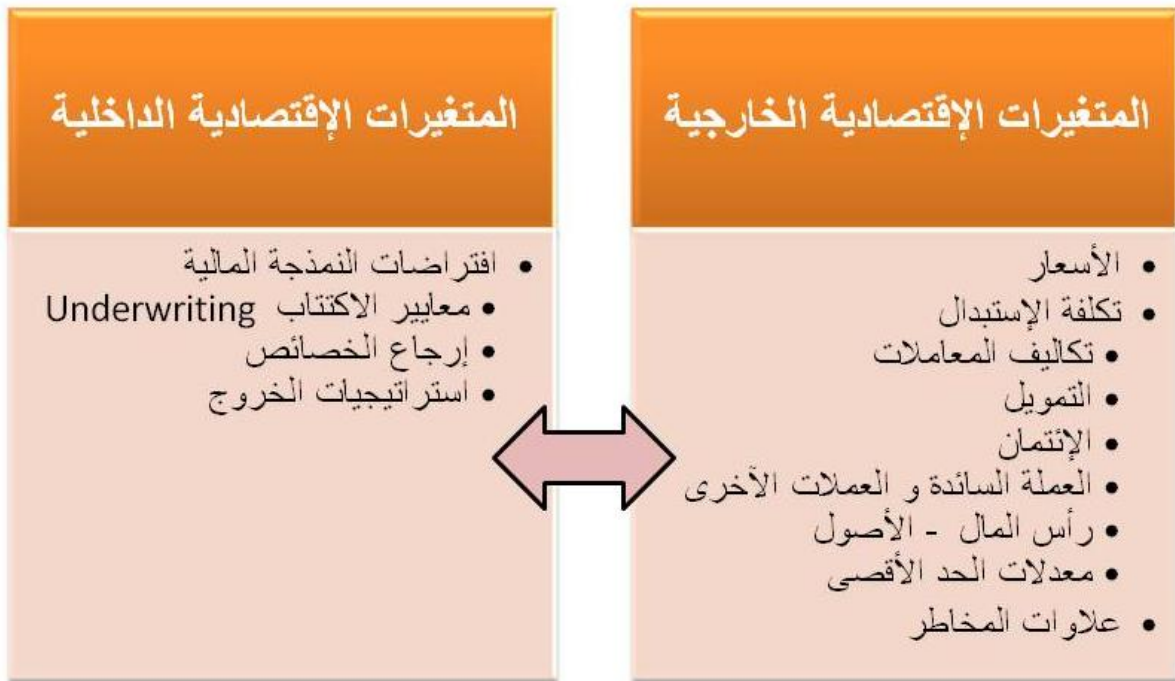 المتغيرات الإقتصادية الخارجية
• الأسعار
• تكلفة الإستبدال
• تكاليف المعاملات
• التمويل
• الإئتمان
• العملة السائدة و العملات الآخرى
• رأس المال - الأصول
• معدلات الحد الأقصى
• علاوات المخاطر
المتغيرات الإقتصادية الداخلية
• افتراضات النمذجة المالية
• معايير الاكتتاب Underwriting
• إرجاع الخصائص
• استراتيجيات الخروج